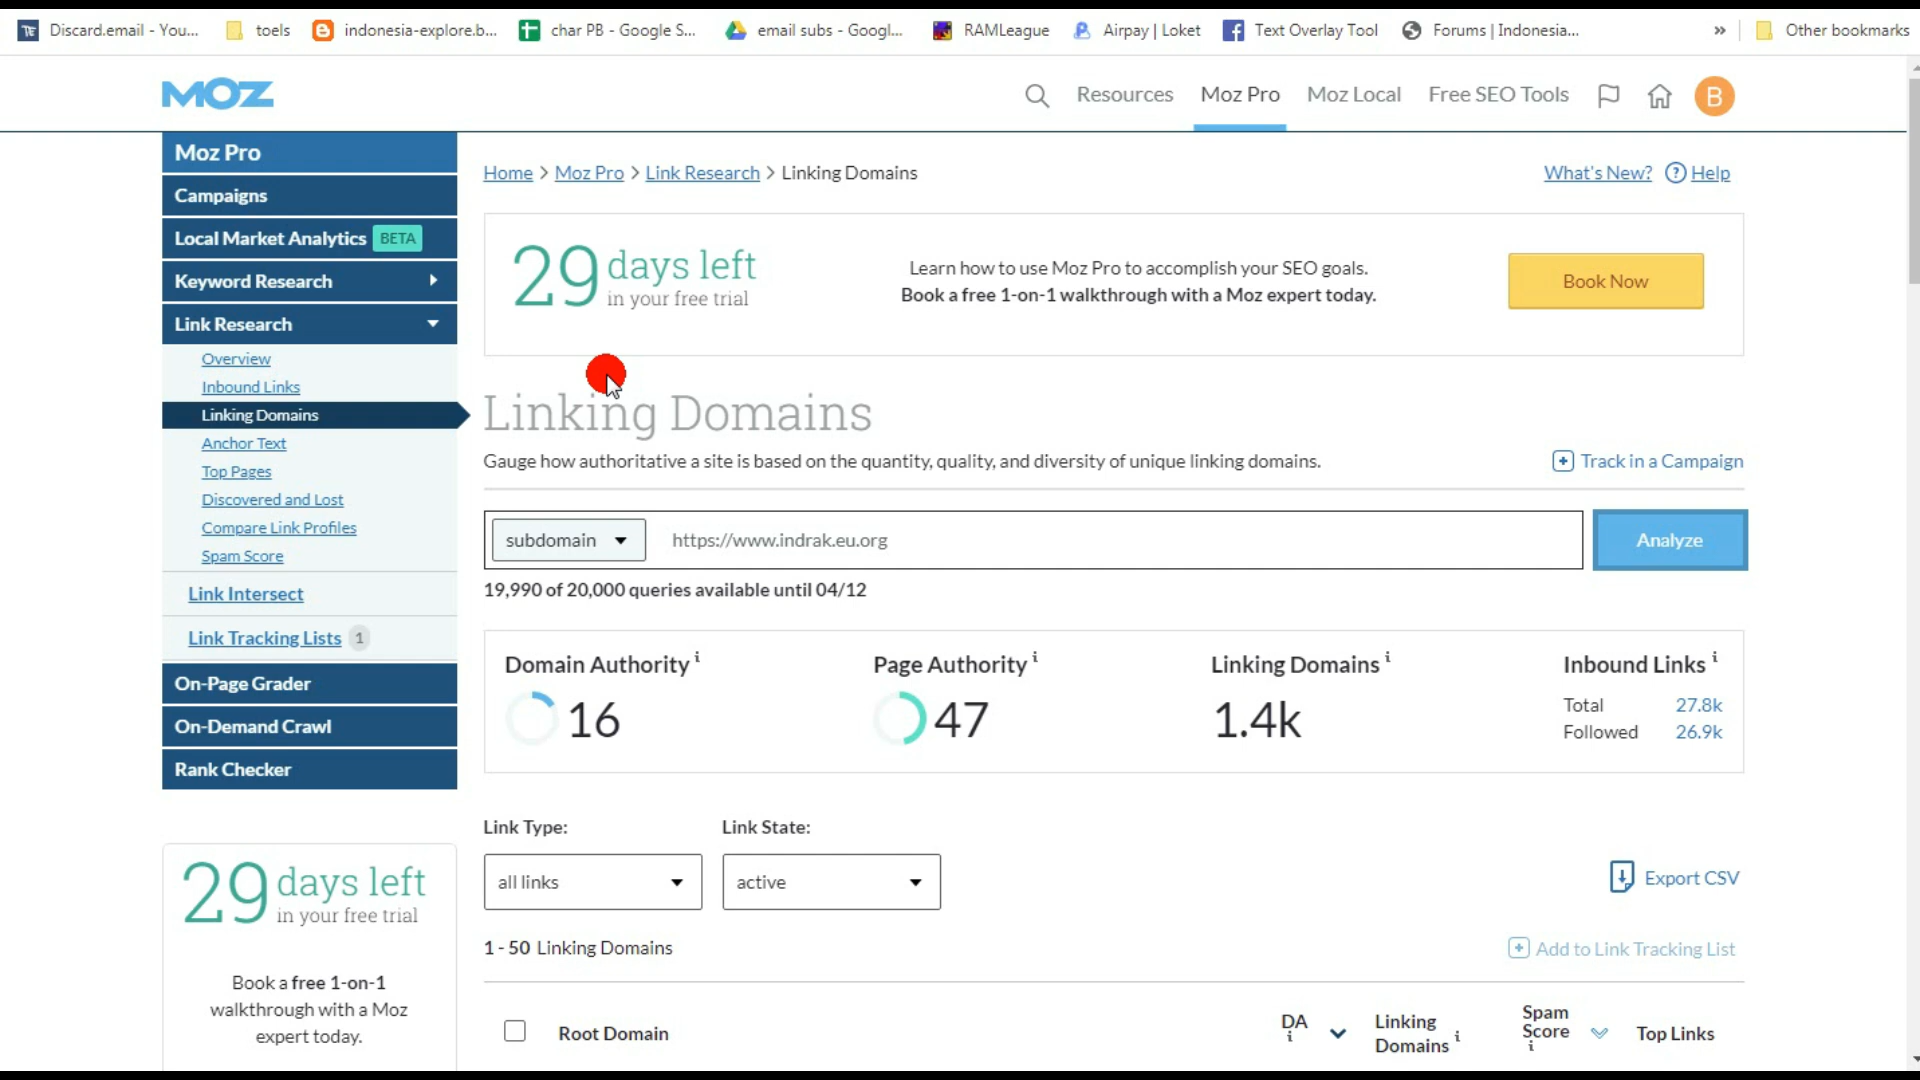 Discard.email - You... toels indonesia-explore.b... char PB - Google S... email subs - Googl... RAMLeague Airpay | Loket Text Overlay Tool Forums | Indonesia... » Other bookmarks
MOZ Resources Moz Pro Moz Local Free SEO Tools B
Moz Pro
Campaigns
Local Market Analytics BETA
Keyword Research
Link Research
Overview
Inbound Links
Linking Domains
Anchor Text
Top Pages
Discovered and Lost
Compare Link Profiles
Spam Score
Link Intersect
Link Tracking Lists 1
On-Page Grader
On-Demand Crawl
Rank Checker
29 days left
in your free trial
Book a free 1-on-1
walkthrough with a Moz
expert today.
Home > Moz Pro > Link Research > Linking Domains What's New? ? Help
29 days left
in your free trial
Learn how to use Moz Pro to accomplish your SEO goals.
Book a free 1-on-1 walkthrough with a Moz expert today.
Book Now
Linking Domains
Gauge how authoritative a site is based on the quantity, quality, and diversity of unique linking domains. Track in a Campaign
subdomain https://www.indrak.eu.org Analyze
19,990 of 20,000 queries available until 04/12
Domain Authority i Page Authority i Linking Domains i Inbound Links i
16 47 1.4k
Total 27.8k
Followed 26.9k
Link Type: Link State:
all links active
Export CSV
1 - 50 Linking Domains Add to Link Tracking List
Root Domain DA i Linking Domains i Spam Score i Top Links